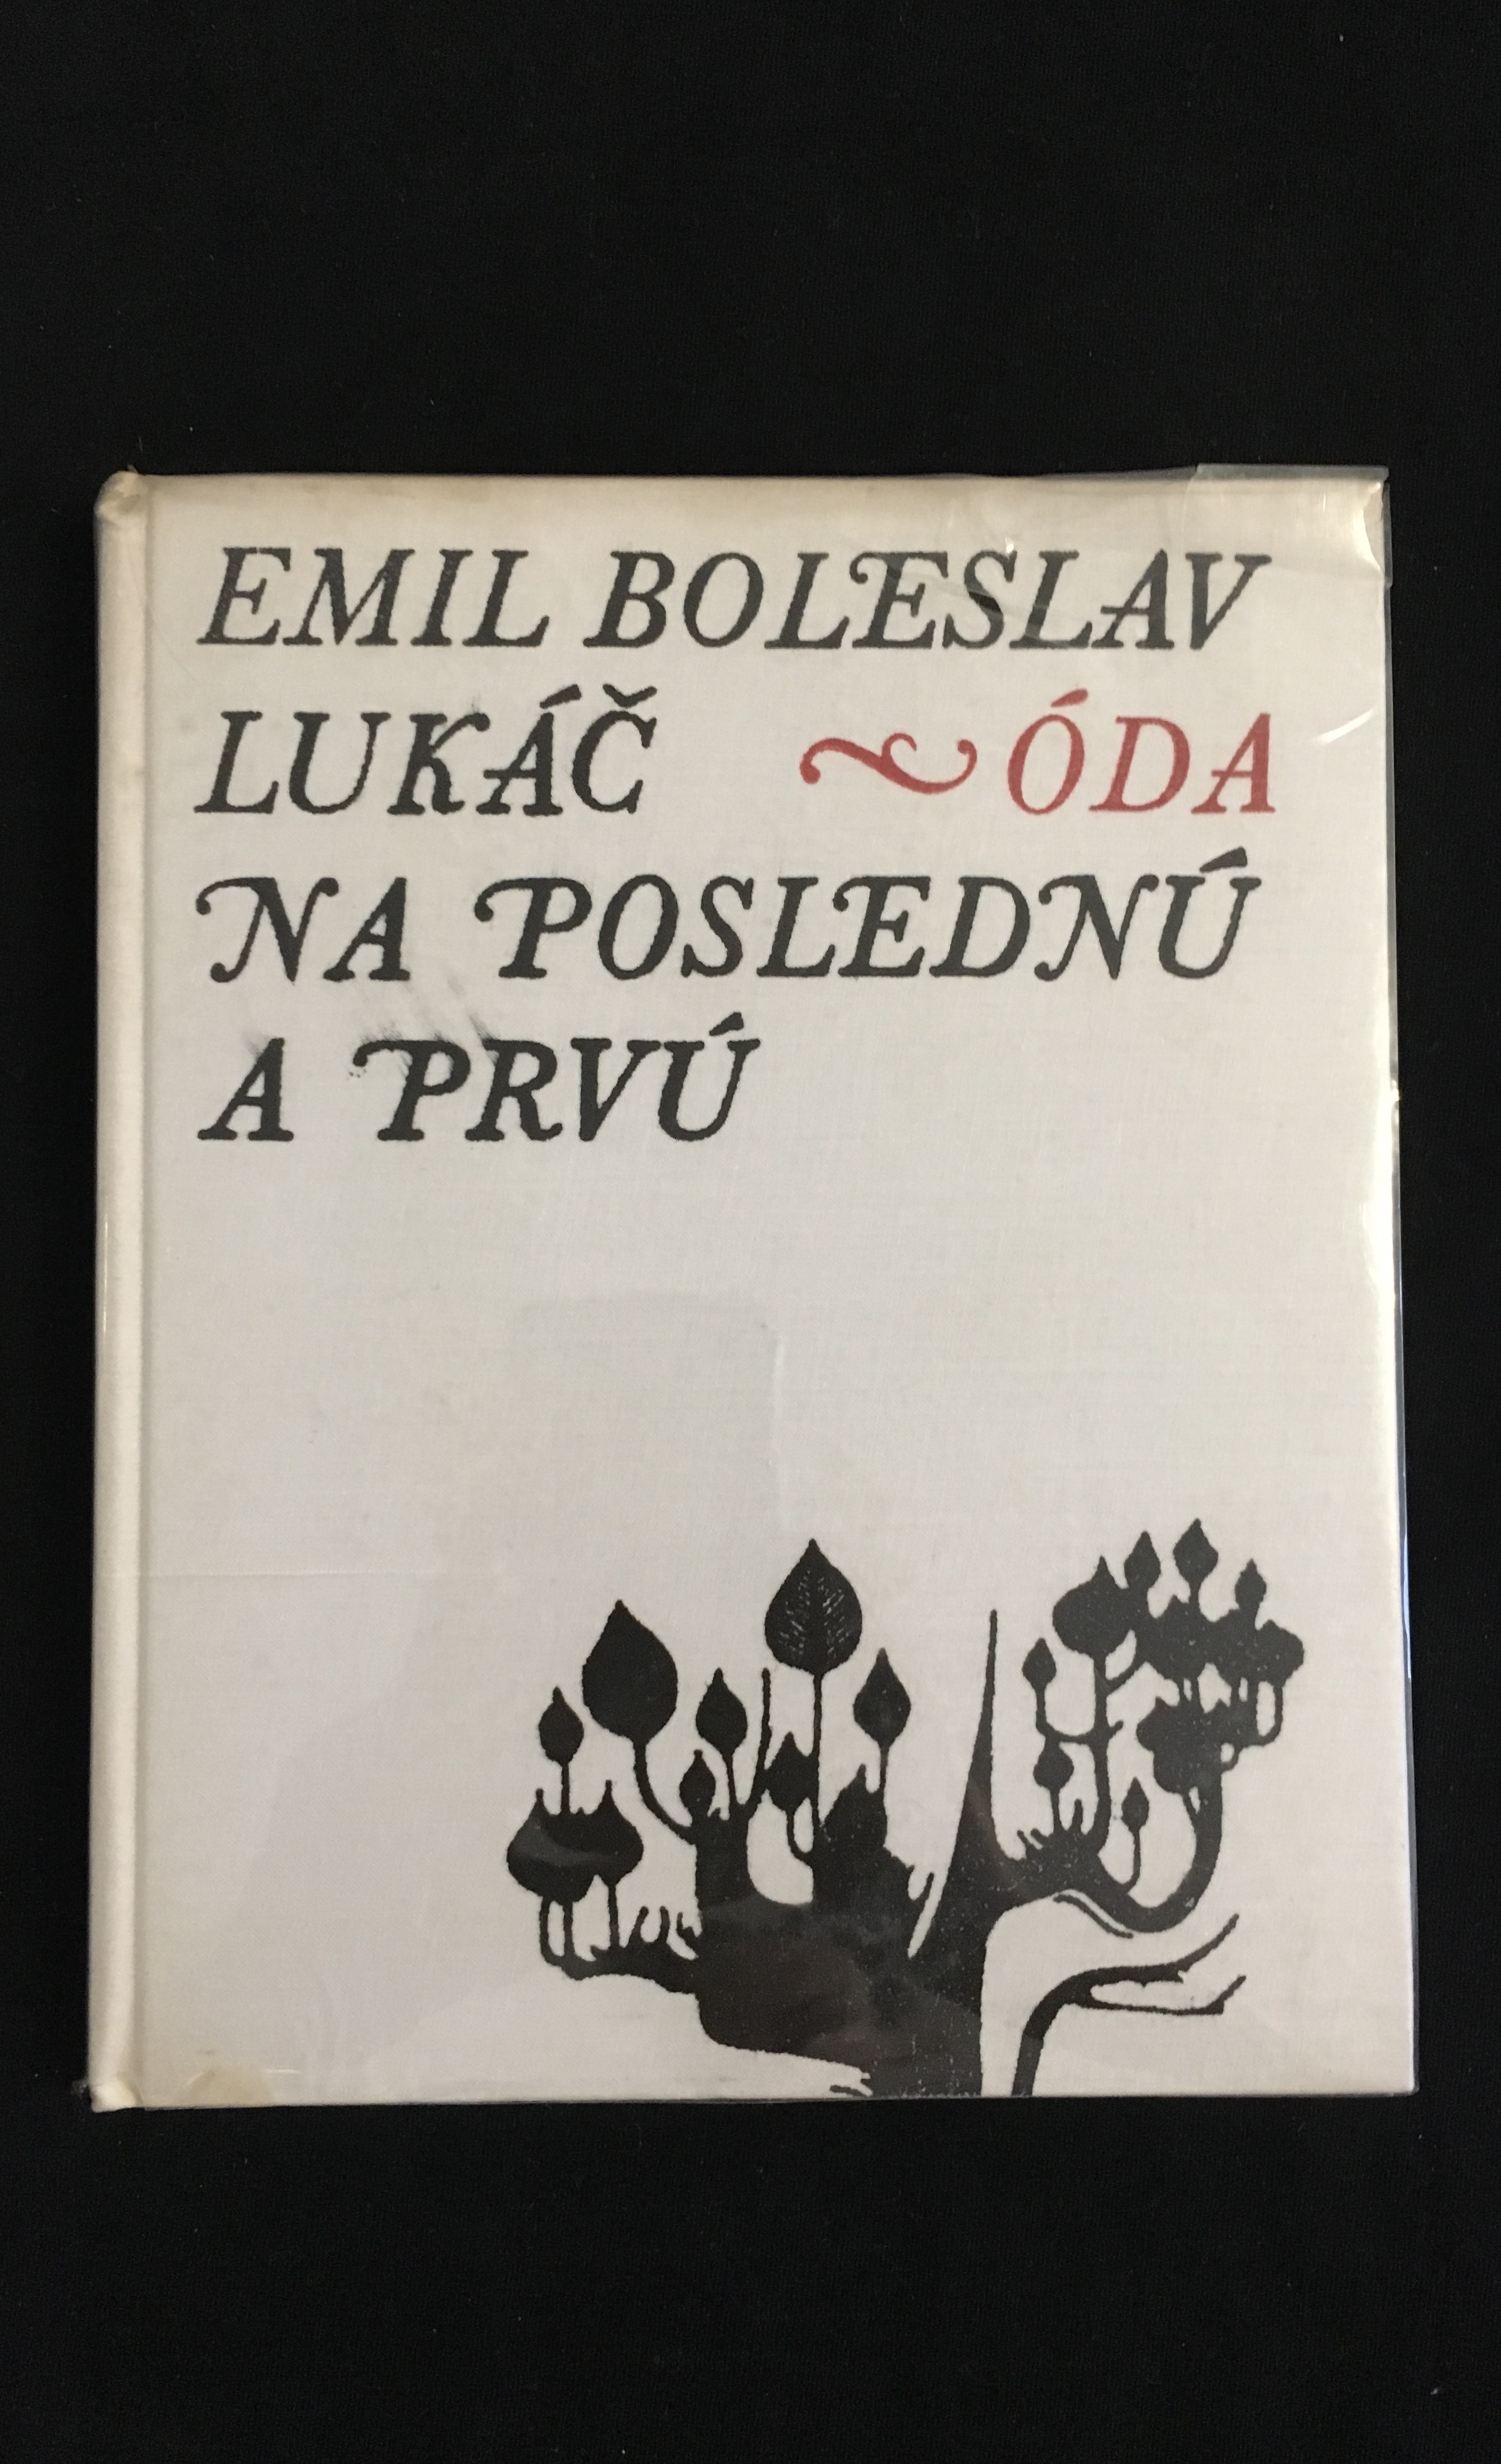 EMIL BOLESLAV
LUKÁČ ~ ÓDA
NA POSLEDNÚ
A PRVÚ